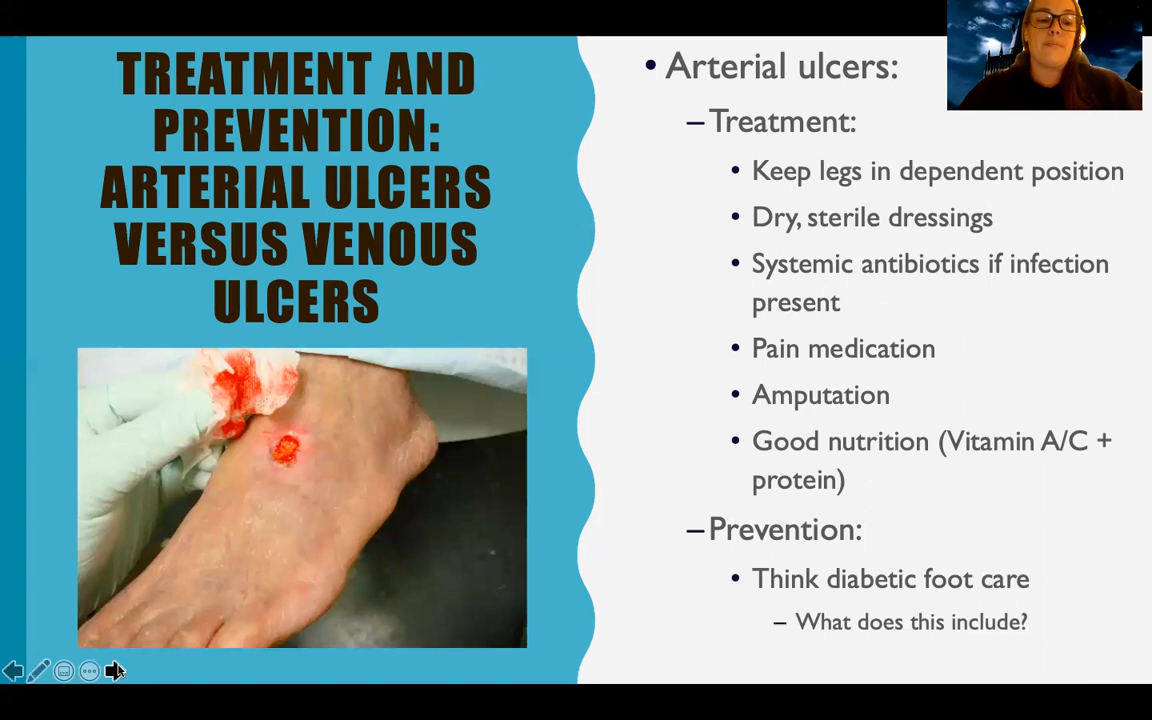 TREATMENT AND
PREVENTION:
ARTERIAL ULCERS
VERSUS VENOUS
ULCERS
• Arterial ulcers:
– Treatment:
• Keep legs in dependent position
• Dry, sterile dressings
• Systemic antibiotics if infection
present
• Pain medication
• Amputation
• Good nutrition (Vitamin A/C +
protein)
– Prevention:
• Think diabetic foot care
– What does this include?